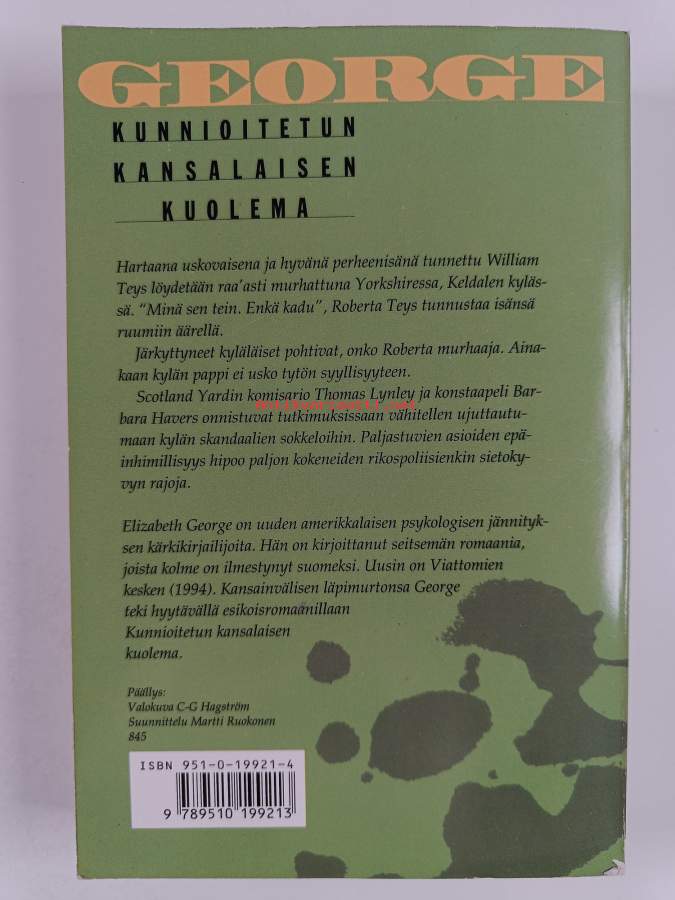 GEORGE
KUNNIOITETUN
KANSALAISEN
KUOLEMA
Hartaana uskovaisena ja hyvänä perheenisänä tunnettu William
Teys löydetään raa'asti murhattuna Yorkshiressa, Keldalen kyläs-
sä. "Minä sen tein. Enkä kadu", Roberta Teys tunnustaa isänsä
ruumiin äärellä.
Järkyttyneet kyläläiset pohtivat, onko Roberta murhaaja. Aina-
kaan kylän pappi ei usko tytön syyllisyyteen.
Scotland Yardin komisario Thomas Lynley ja konstaapeli Bar-
bara Havers onnistuvat tutkimuksissaan vähitellen ujuttautu-
maan kylän skandaalien sokkeloihin. Paljastuvien asioiden epä-
inhimillisyys hipoo paljon kokeneiden rikospoliisienkin sietoky-
vyn rajoja.
Elizabeth George on uuden amerikkalaisen psykologisen jännityk-
sen kärkikirjailijoita. Hän on kirjoittanut seitsemän romaania,
joista kolme on ilmestynyt suomeksi. Uusin on Viattomien
kesken (1994). Kansainvälisen läpimurtonsa George
teki hyytävällä esikoisromaanillaan
Kunnioitetun kansalaisen
kuolema.
Päällys:
Valokuva C-G Hagström
Suunnittelu Martti Ruokonen
845
ISBN 951-0-19921-4
9 789510 199213